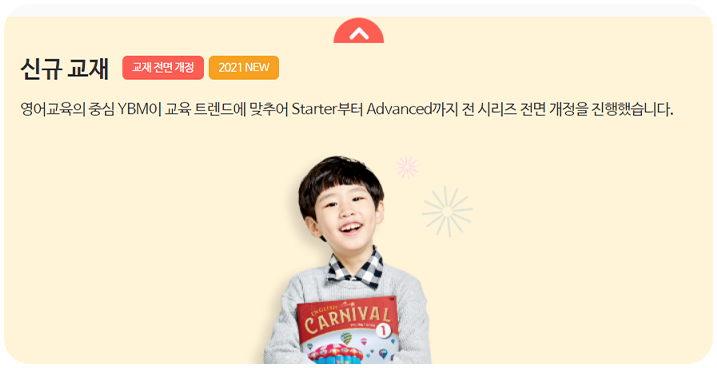 신규 교재 교재 전면 개정 2021 NEW
영어교육의 중심 YBM이 교육 트렌드에 맞추어 Starter부터 Advanced까지 전 시리즈 전면 개정을 진행했습니다.
ENGLISH
CARNIVAL
1